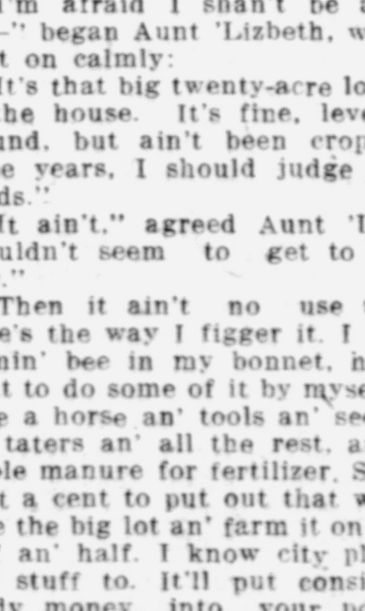 I'm afraid I shan't be a
—" began Aunt 'Lizbeth, w
t on calmly:
It's that big twenty-acre lo
the house. It's fine, leve
und, but ain't been crop
e years, I should judge
ds."
It ain't," agreed Aunt 'L
uldn't seem to get to
."
Then it ain't no use
e's the way I figger it. I
min' bee in my bonnet,
t to do some of it by myse
e a horse an' tools an' see
taters an' all the rest, a
le manure for fertilizer. S
t a cent to put out that w
e the big lot an' farm it on
an' half. I know city pl
stuff to. It'll put consi
money into your